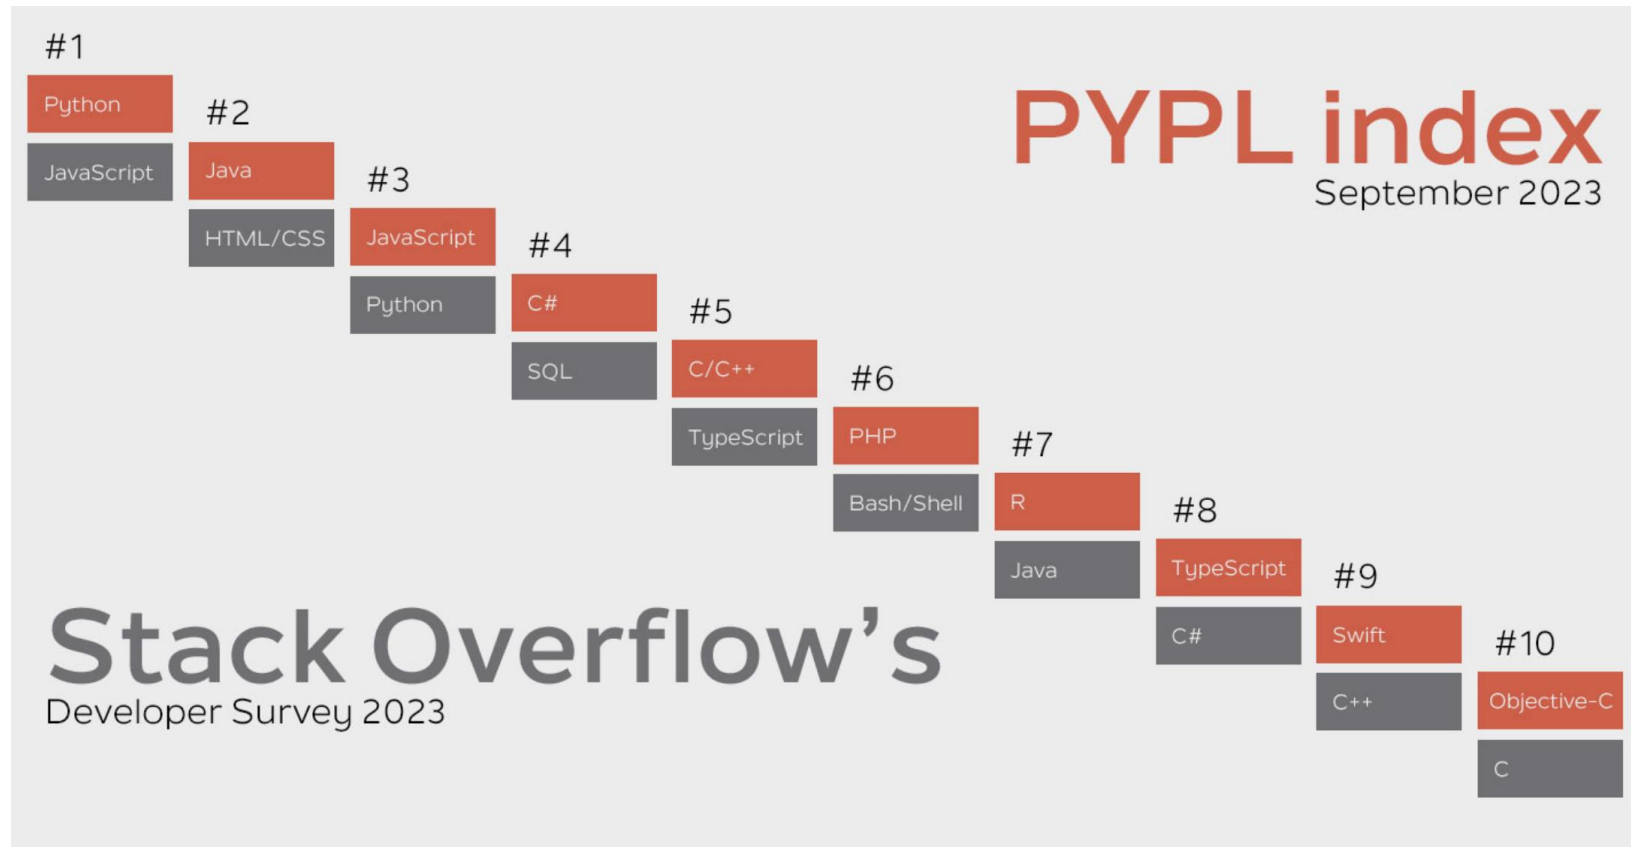 #1
Python
JavaScript
#2
Java
HTML/CSS
#3
JavaScript
Python
#4
C#
SQL
#5
C/C++
TypeScript
#6
PHP
Bash/Shell
#7
R
Java
#8
TypeScript
C#
#9
Swift
C++
#10
Objective-C
C
PYPL index
September 2023
Stack Overflow's
Developer Survey 2023